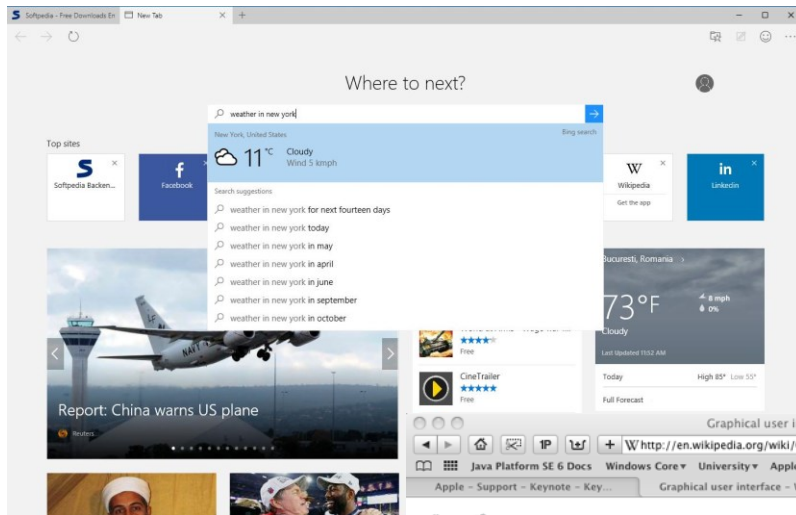 Softpedia - Free Downloads En
New Tab
Where to next?
weather in new york
Top sites
New York, United States
Bing search
11 °C
Cloudy
Wind 5 kmph
Softpedia Backen...
Facebook
W
Wikipedia
Get the app
in
Linkedin
Search suggestions
weather in new york for next fourteen days
weather in new york today
weather in new york in may
weather in new york in april
weather in new york in june
weather in new york in september
weather in new york in october
Bucuresti, Romania
73°F
8 mph
0%
Cloudy
Last Updated 11:52 AM
Free
CineTrailer
Free
Today
High 85° Low 55°
Full Forecast
NAVY
LF
Report: China warns US plane
Reuters
Graphical user i
1P
W http://en.wikipedia.org/wiki/
Java Platform SE 6 Docs
Windows Core
University
Apple
Apple - Support - Keynote - Key...
Graphical user interface -